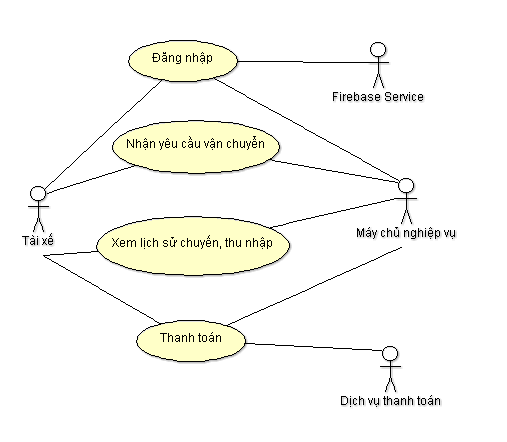 Đăng nhập
Firebase Service
Nhận yêu cầu vận chuyển
Tài xế
Máy chủ nghiệp vụ
Xem lịch sử chuyến, thu nhập
Thanh toán
Dịch vụ thanh toán